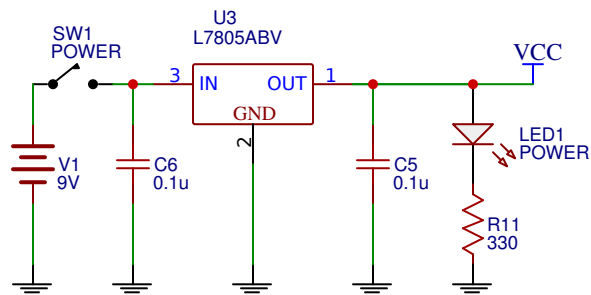 U3
L7805ABV
SW1
POWER
VCC
3
IN
OUT
1
GND
2
V1
9V
C6
0.1u
C5
0.1u
LED1
POWER
R11
330